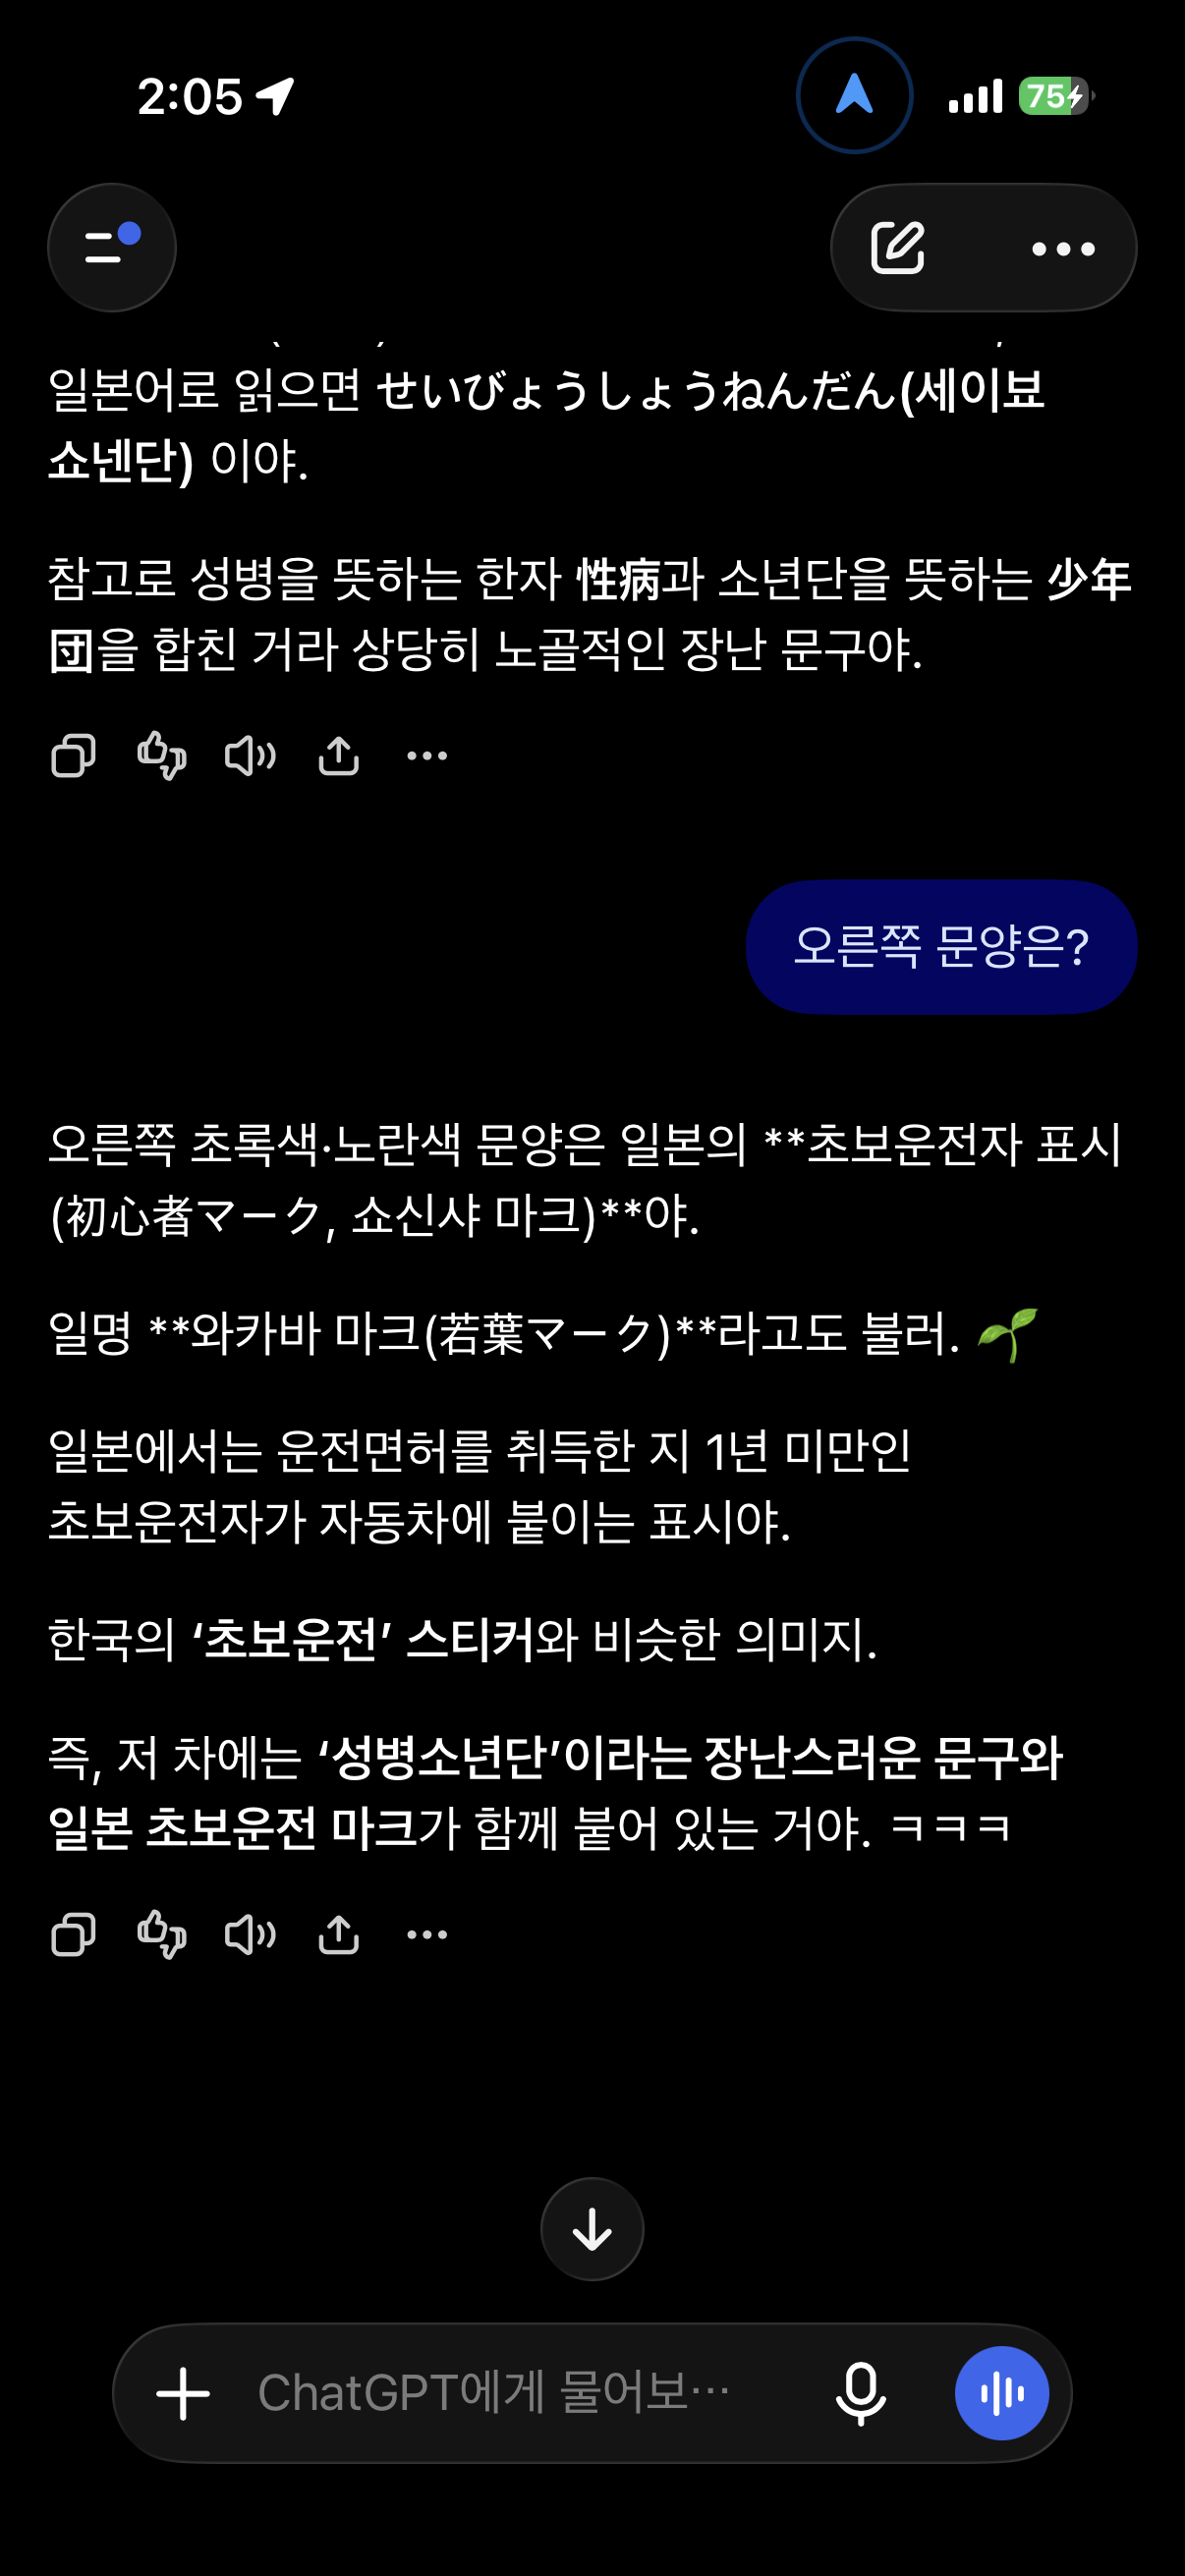 2:05
75
일본어로 읽으면 せいびょうしょうねんだん(세이뵤
쇼넨단) 이야.
참고로 성병을 뜻하는 한자 性病과 소년단을 뜻하는 少年
団을 합친 거라 상당히 노골적인 장난 문구야.
오른쪽 문양은?
오른쪽 초록색·노란색 문양은 일본의 **초보운전자 표시
(初心者マーク, 쇼신샤 마크)**야.
일명 **와카바 마크(若葉マーク)**라고도 불러. 🌱
일본에서는 운전면허를 취득한 지 1년 미만인
초보운전자가 자동차에 붙이는 표시야.
한국의 ‘초보운전’ 스티커와 비슷한 의미지.
즉, 저 차에는 ‘성병소년단’이라는 장난스러운 문구와
일본 초보운전 마크가 함께 붙어 있는 거야. ㅋㅋㅋ
ChatGPT에게 물어보…